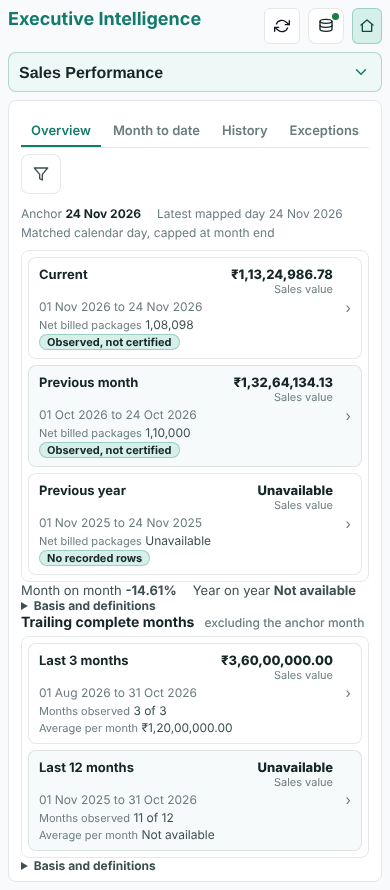 Executive Intelligence
Sales Performance
Overview Month to date History Exceptions
Anchor 24 Nov 2026 Latest mapped day 24 Nov 2026
Matched calendar day, capped at month end
Current ₹1,13,24,986.78
Sales value
01 Nov 2026 to 24 Nov 2026 ›
Net billed packages 1,08,098
Observed, not certified
Previous month ₹1,32,64,134.13
Sales value
01 Oct 2026 to 24 Oct 2026 ›
Net billed packages 1,10,000
Observed, not certified
Previous year Unavailable
Sales value
01 Nov 2025 to 24 Nov 2025 ›
Net billed packages Unavailable
No recorded rows
Month on month -14.61% Year on year Not available
▶ Basis and definitions
Trailing complete months excluding the anchor month
Last 3 months ₹3,60,00,000.00
Sales value
01 Aug 2026 to 31 Oct 2026 ›
Months observed 3 of 3
Average per month ₹1,20,00,000.00
Last 12 months Unavailable
Sales value
01 Nov 2025 to 31 Oct 2026 ›
Months observed 11 of 12
Average per month Not available
▶ Basis and definitions